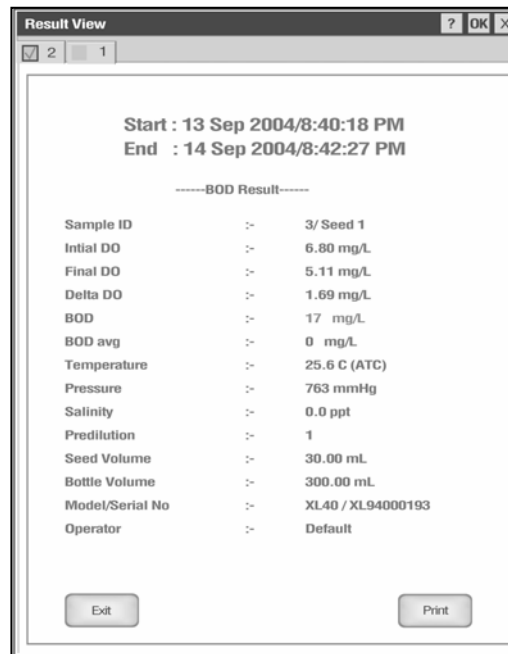 Result View ? OK X
2 1
Start : 13 Sep 2004/8:40:18 PM
End : 14 Sep 2004/8:42:27 PM
------BOD Result------
Sample ID :- 3/ Seed 1
Intial DO :- 6.80 mg/L
Final DO :- 5.11 mg/L
Delta DO :- 1.69 mg/L
BOD :- 17 mg/L
BOD avg :- 0 mg/L
Temperature :- 25.6 C (ATC)
Pressure :- 763 mmHg
Salinity :- 0.0 ppt
Predilution :- 1
Seed Volume :- 30.00 mL
Bottle Volume :- 300.00 mL
Model/Serial No :- XL40 / XL94000193
Operator :- Default
Exit Print